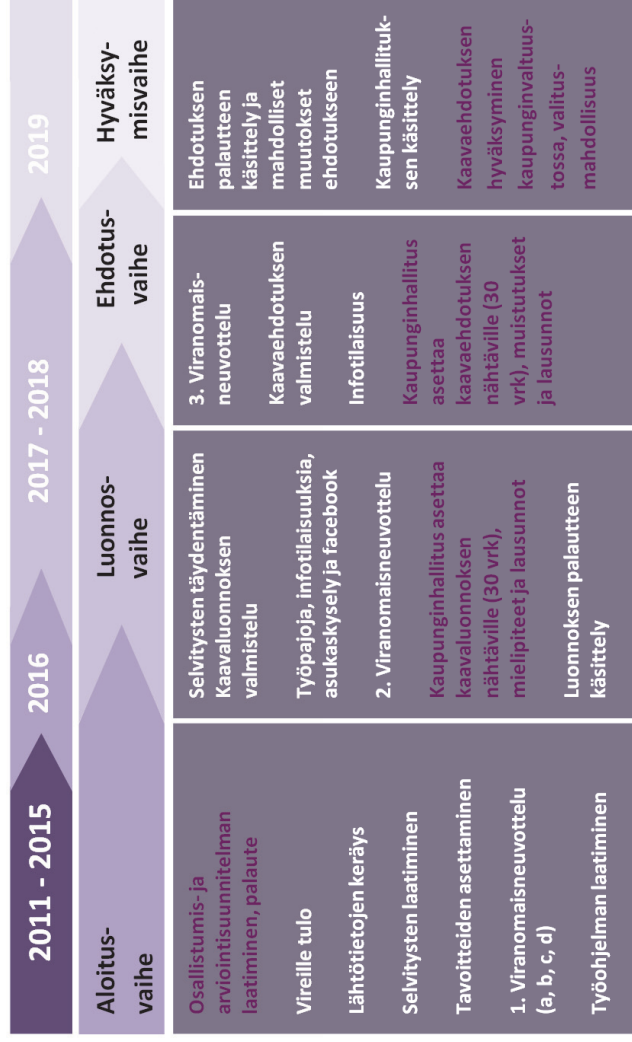 2011 - 2015
2016
2017 - 2018
2019
Aloitus-
vaihe
Luonnos-
vaihe
Ehdotus-
vaihe
Hyväksy-
misvaihe
Osallistumis- ja
arviointisuunnitelman
laatiminen, palaute
Vireille tulo
Lähtötietojen keräys
Selvitysten laatiminen
Tavoitteiden asettaminen
1. Viranomaisneuvottelu
(a, b, c, d)
Työohjelman laatiminen
Selvitysten täydentäminen
Kaavaluonnoksen
valmistelu
Työpajoja, infotilaisuuksia,
asukaskysely ja facebook
2. Viranomaisneuvottelu
Kaupunginhallitus asettaa
kaavaluonnoksen
nähtäville (30 vrk),
mielipiteet ja lausunnot
Luonnoksen palautteen
käsittely
3. Viranomais-
neuvottelu
Kaavaehdotuksen
valmistelu
Infotilaisuus
Kaupunginhallitus
asettaa
kaavaehdotuksen
nähtäville (30
vrk), muistutukset
ja lausunnot
Ehdotuksen
palautteen
käsittely ja
mahdolliset
muutokset
ehdotukseen
Kaupunginhallituk-
sen käsittely
Kaavaehdotuksen
hyväksyminen
kaupunginvaltuus-
tossa, valitus-
mahdollisuus